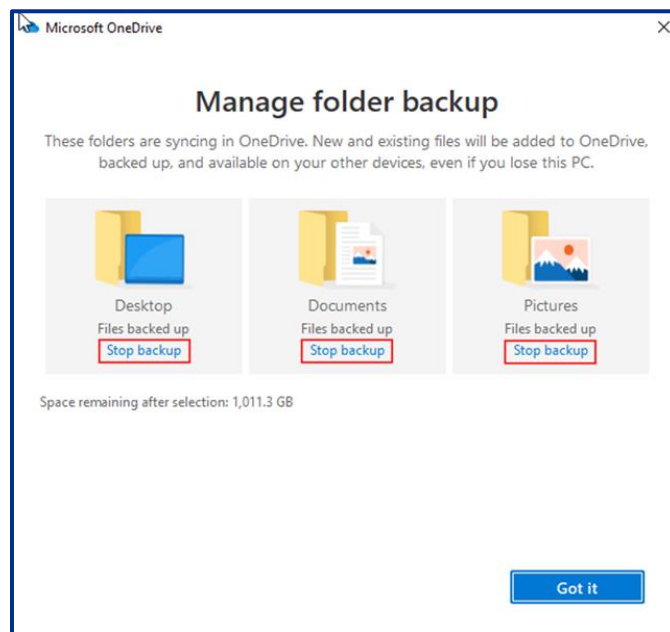 Microsoft OneDrive
Manage folder backup
These folders are syncing in OneDrive. New and existing files will be added to OneDrive,
backed up, and available on your other devices, even if you lose this PC.
Desktop
Files backed up
Stop backup
Documents
Files backed up
Stop backup
Pictures
Files backed up
Stop backup
Space remaining after selection: 1,011.3 GB
Got it